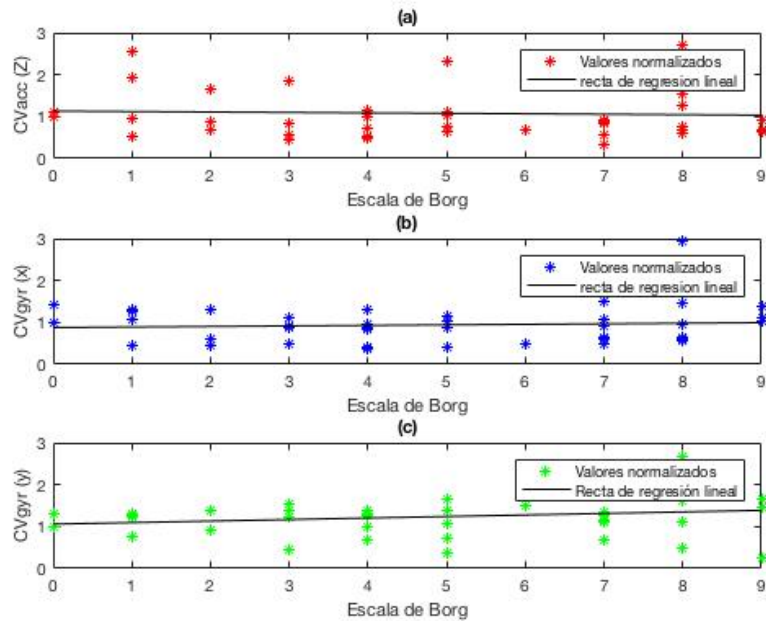 (a)
3
2
1
0
CVacc (Z)
Valores normalizados
recta de regresion lineal
0 1 2 3 4 5 6 7 8 9
Escala de Borg
(b)
3
2
1
0
CVgyr (x)
Valores normalizados
recta de regresion lineal
0 1 2 3 4 5 6 7 8 9
Escala de Borg
(c)
3
2
1
0
CVgyr (y)
Valores normalizados
Recta de regresión lineal
0 1 2 3 4 5 6 7 8 9
Escala de Borg